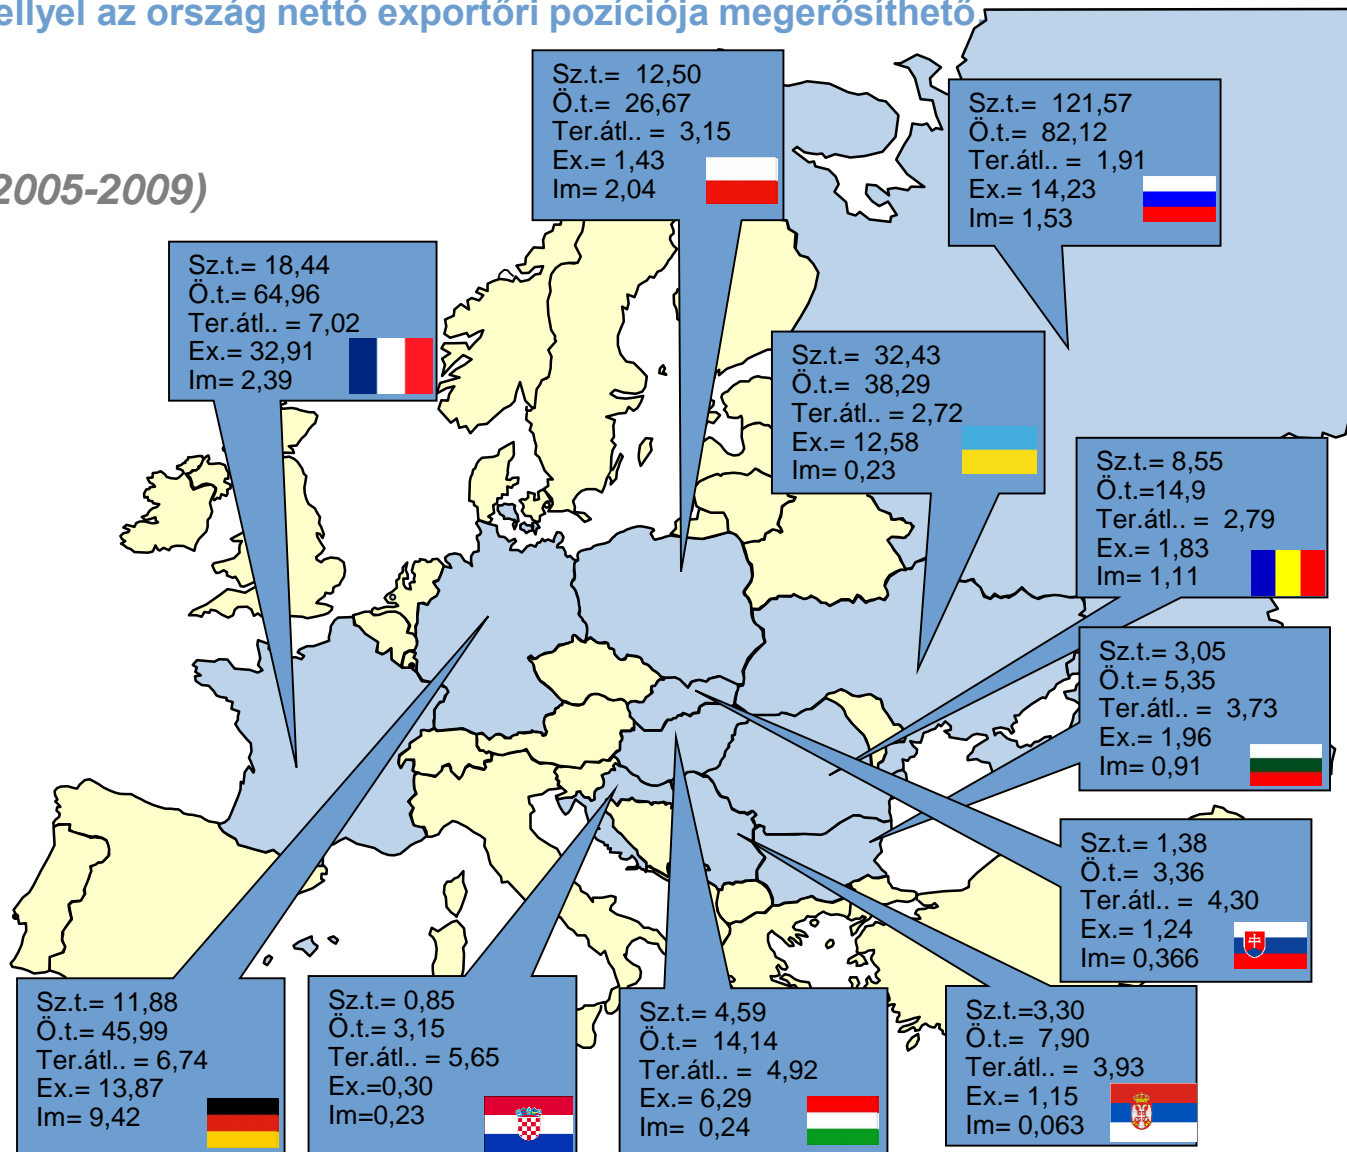 ellyel az ország nettó exportőri pozíciója megerősíthető
2005-2009)
Sz.t.= 12,50
Ö.t.= 26,67
Ter.átl.. = 3,15
Ex.= 1,43
Im= 2,04
Sz.t.= 121,57
Ö.t.= 82,12
Ter.átl.. = 1,91
Ex.= 14,23
Im= 1,53
Sz.t.= 18,44
Ö.t.= 64,96
Ter.átl.. = 7,02
Ex.= 32,91
Im= 2,39
Sz.t.= 32,43
Ö.t.= 38,29
Ter.átl.. = 2,72
Ex.= 12,58
Im= 0,23
Sz.t.= 8,55
Ö.t.=14,9
Ter.átl.. = 2,79
Ex.= 1,83
Im= 1,11
Sz.t.= 3,05
Ö.t.= 5,35
Ter.átl.. = 3,73
Ex.= 1,96
Im= 0,91
Sz.t.= 1,38
Ö.t.= 3,36
Ter.átl.. = 4,30
Ex.= 1,24
Im= 0,366
Sz.t.= 11,88
Ö.t.= 45,99
Ter.átl.. = 6,74
Ex.= 13,87
Im= 9,42
Sz.t.= 0,85
Ö.t.= 3,15
Ter.átl.. = 5,65
Ex.=0,30
Im=0,23
Sz.t.= 4,59
Ö.t.= 14,14
Ter.átl.. = 4,92
Ex.= 6,29
Im= 0,24
Sz.t.=3,30
Ö.t.= 7,90
Ter.átl.. = 3,93
Ex.= 1,15
Im= 0,063